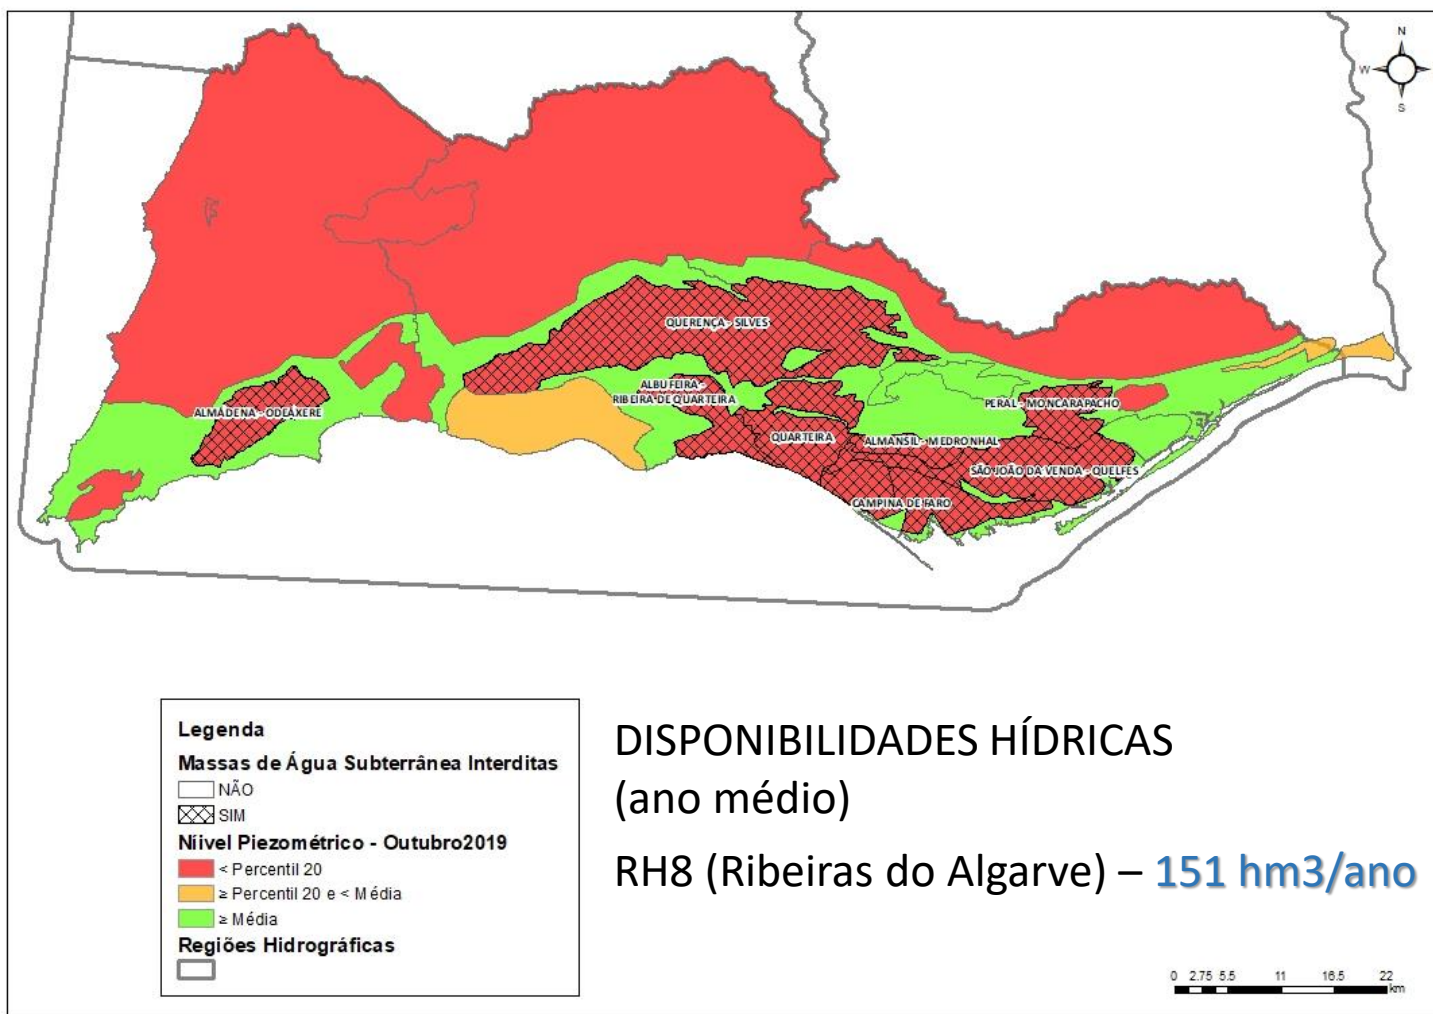 N
W
S
QUERENÇA - SILVES
ALBUFEIRA -
RIBEIRA DE QUARTEIRA
ALMÁDENA - ODEÁXERE
PERAL - MONCARAPACHO
QUARTEIRA
ALMANSIL - MEDRONHAL
SÃO JOÃO DA VENDA - QUELFES
CAMPINA DE FARO
Legenda
Massas de Água Subterrânea Interditas
NÃO
SIM
Níivel Piezométrico - Outubro2019
< Percentil 20
≥ Percentil 20 e < Média
≥ Média
Regiões Hidrográficas
DISPONIBILIDADES HÍDRICAS
(ano médio)
RH8 (Ribeiras do Algarve) – 151 hm3/ano
0 2.75 5.5 11 16.5 22
km